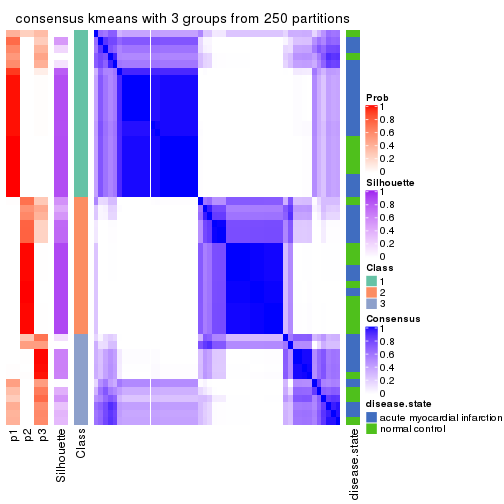 consensus kmeans with 3 groups from 250 partitions
Prob
1
0.8
0.6
0.4
0.2
0
Silhouette
1
0.8
0.6
0.4
0.2
0
Class
1
2
3
Consensus
1
0.8
0.6
0.4
0.2
0
disease.state
acute myocardial infarction
normal control
p1
p2
p3
Silhouette
Class
disease.state